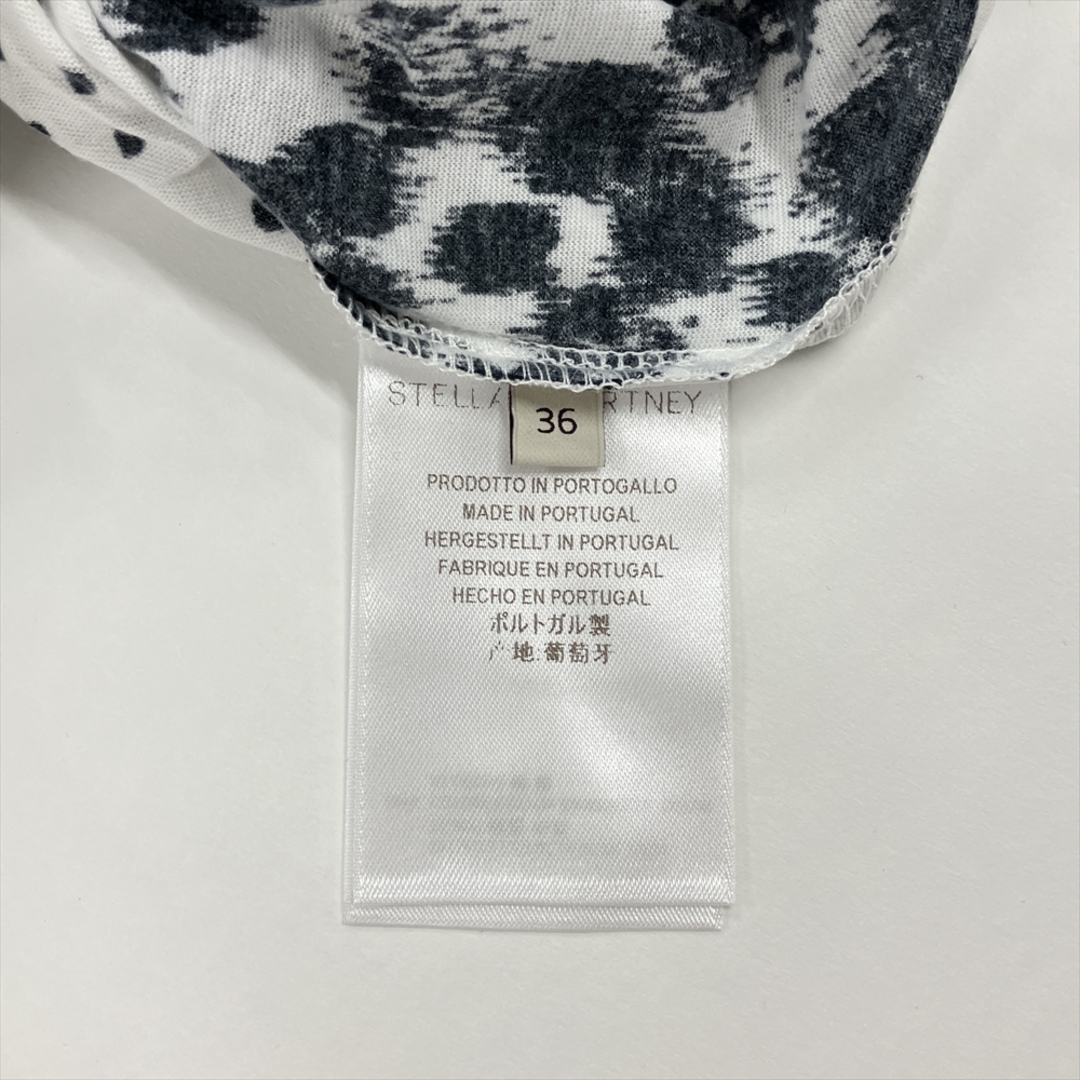 STELLA RTNEY
36
PRODOTTO IN PORTOGALLO
MADE IN PORTUGAL
HERGESTELLT IN PORTUGAL
FABRIQUE EN PORTUGAL
HECHO EN PORTUGAL
ポルトガル製
产地:葡萄牙